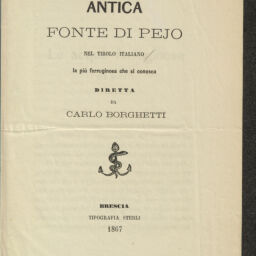 ANTICA
FONTE DI PEJO
NEL TIROLO ITALIANO
la più ferruginosa che si conosca
DIRETTA
DA
CARLO BORGHETTI
BRESCIA
TIPOGRAFIA STERLI
1867